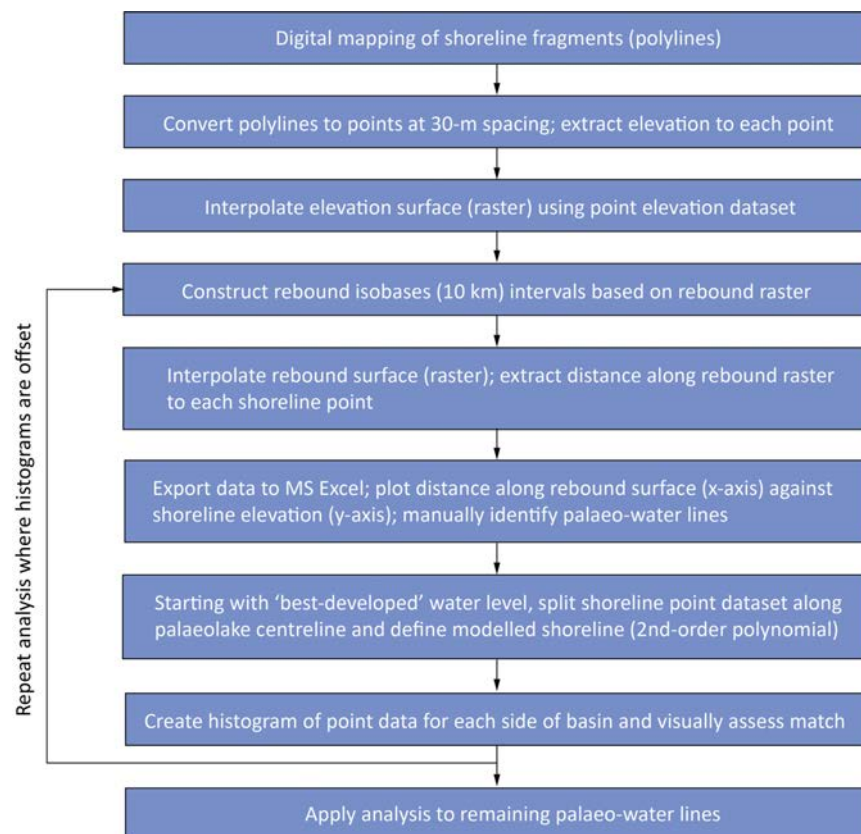 Digital mapping of shoreline fragments (polylines)
Convert polylines to points at 30-m spacing; extract elevation to each point
Interpolate elevation surface (raster) using point elevation dataset
Construct rebound isobases (10 km) intervals based on rebound raster
Interpolate rebound surface (raster); extract distance along rebound raster
to each shoreline point
Export data to MS Excel; plot distance along rebound surface (x-axis) against
shoreline elevation (y-axis); manually identify palaeo-water lines
Starting with ‘best-developed’ water level, split shoreline point dataset along
palaeolake centreline and define modelled shoreline (2nd-order polynomial)
Create histogram of point data for each side of basin and visually assess match
Apply analysis to remaining palaeo-water lines
Repeat analysis where histograms are offset